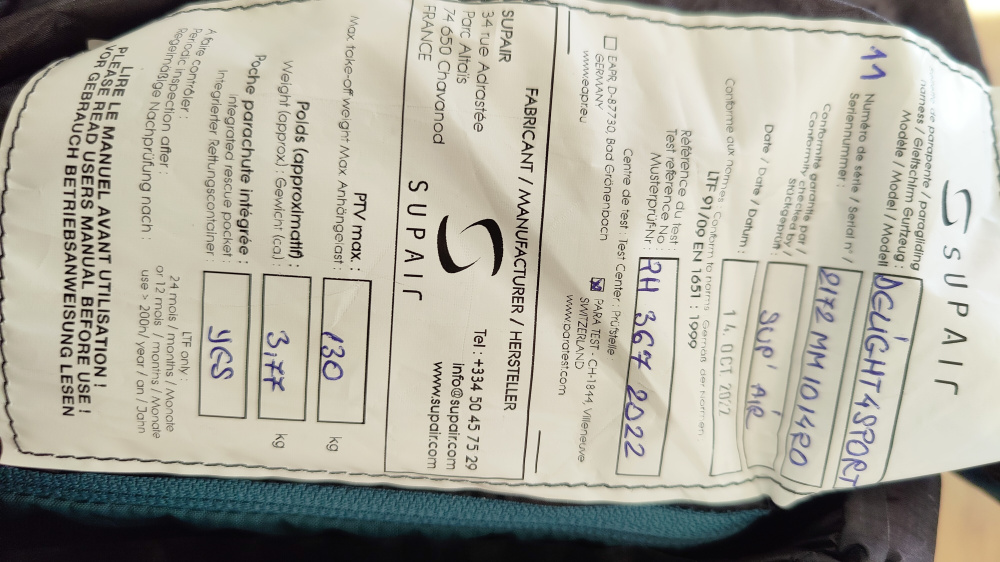 SUPAIR
harness / Gleitschirm Gurtzeug :
Modèle / Model / Modell
DELIGHT4SPORT
11
Numéro de série / Serial n° /
Seriennummer :
2172MM1014R0
Conformité garantie par /
Conformity checked by /
Stückgeprüft :
SUP' AIR
Date / Date / Datum :
14. OCT 2022
Conforme aux normes Conform to norms Gemäß der normen
LTF 91/09 EN 1651 : 1999
Référence du test
Test reference No.
Musterprüf-Nr :
PH 367 2022
Centre de test : Test Center : Prüfstelle
EAPR, D-87730, Bad Grönenbach
GERMANY
www.eapr.eu
PARA TEST - CH-1844, Villeneuve
SWITZERLAND
www.paratest.com
FABRICANT / MANUFACTURER / HERSTELLER
SUPAIR
34 rue Adrastée
Parc Altaïs
74 650 Chavanod
FRANCE
Tel : +334 50 45 75 29
info@supair.com
www.supair.com
SUPAIR
PTV max :
Max take-off weight Max Anhängelast :
130
kg
Poids (approximatif) :
Weight (approx) : Gewicht (ca) :
3,77
kg
Poche parachute intégrée :
Integrated rescue pocket :
Integrierter Rettungscontainer :
YES
A faire contrôler :
Periodic inspection after :
Regelmäßige Nachprüfung nach :
LTF only :
24 mois / months / Monate
or 12 mois / months / Monate
use > 200h/ year / an / Jahr
LIRE LE MANUEL AVANT UTILISATION !
PLEASE READ USERS MANUAL BEFORE USE !
VOR GEBRAUCH BETRIEBSANWEISUNG LESEN